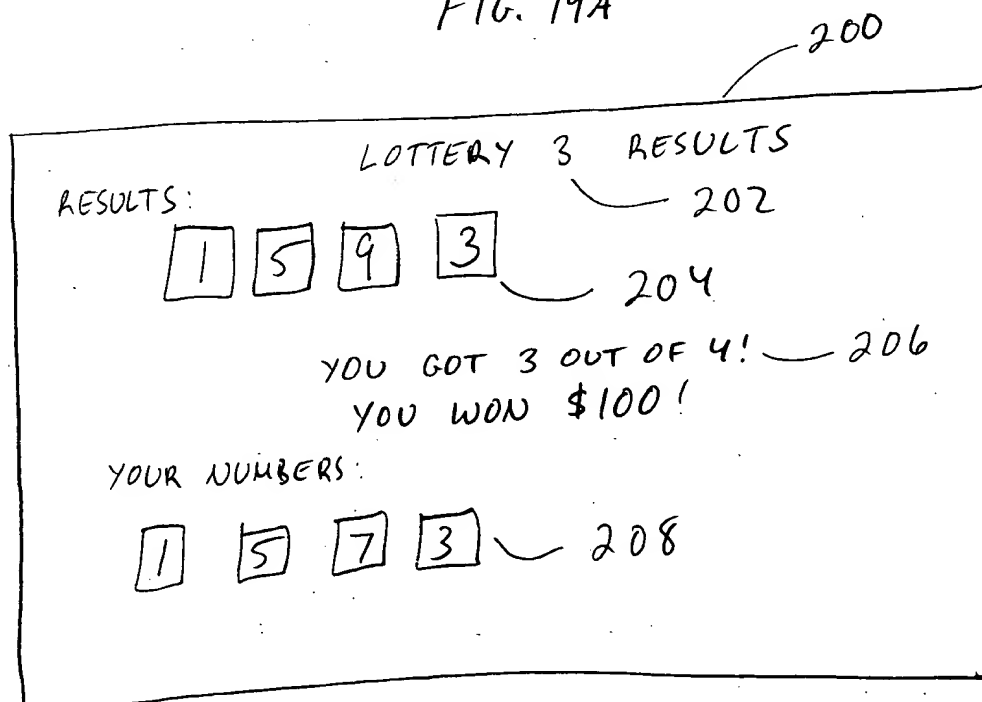 FIG. 19A
200
LOTTERY 3 RESULTS
202
RESULTS:
1 5 9 3
204
YOU GOT 3 OUT OF 4! 206
YOU WON $100!
YOUR NUMBERS:
1 5 7 3 208